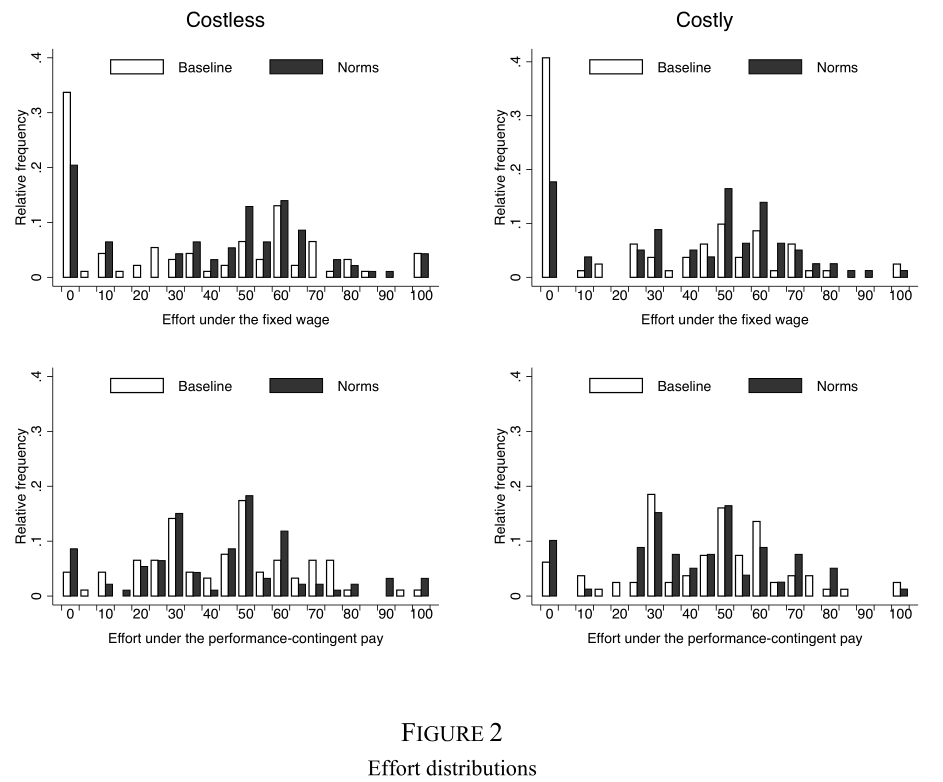 Costless
Costly
Baseline Norms
Relative frequency
0 .1 .2 .3 .4
0 10 20 30 40 50 60 70 80 90 100
Effort under the fixed wage
Baseline Norms
Relative frequency
0 .1 .2 .3 .4
0 10 20 30 40 50 60 70 80 90 100
Effort under the fixed wage
Baseline Norms
Relative frequency
0 .1 .2 .3 .4
0 10 20 30 40 50 60 70 80 90 100
Effort under the performance-contingent pay
Baseline Norms
Relative frequency
0 .1 .2 .3 .4
0 10 20 30 40 50 60 70 80 90 100
Effort under the performance-contingent pay
FIGURE 2
Effort distributions